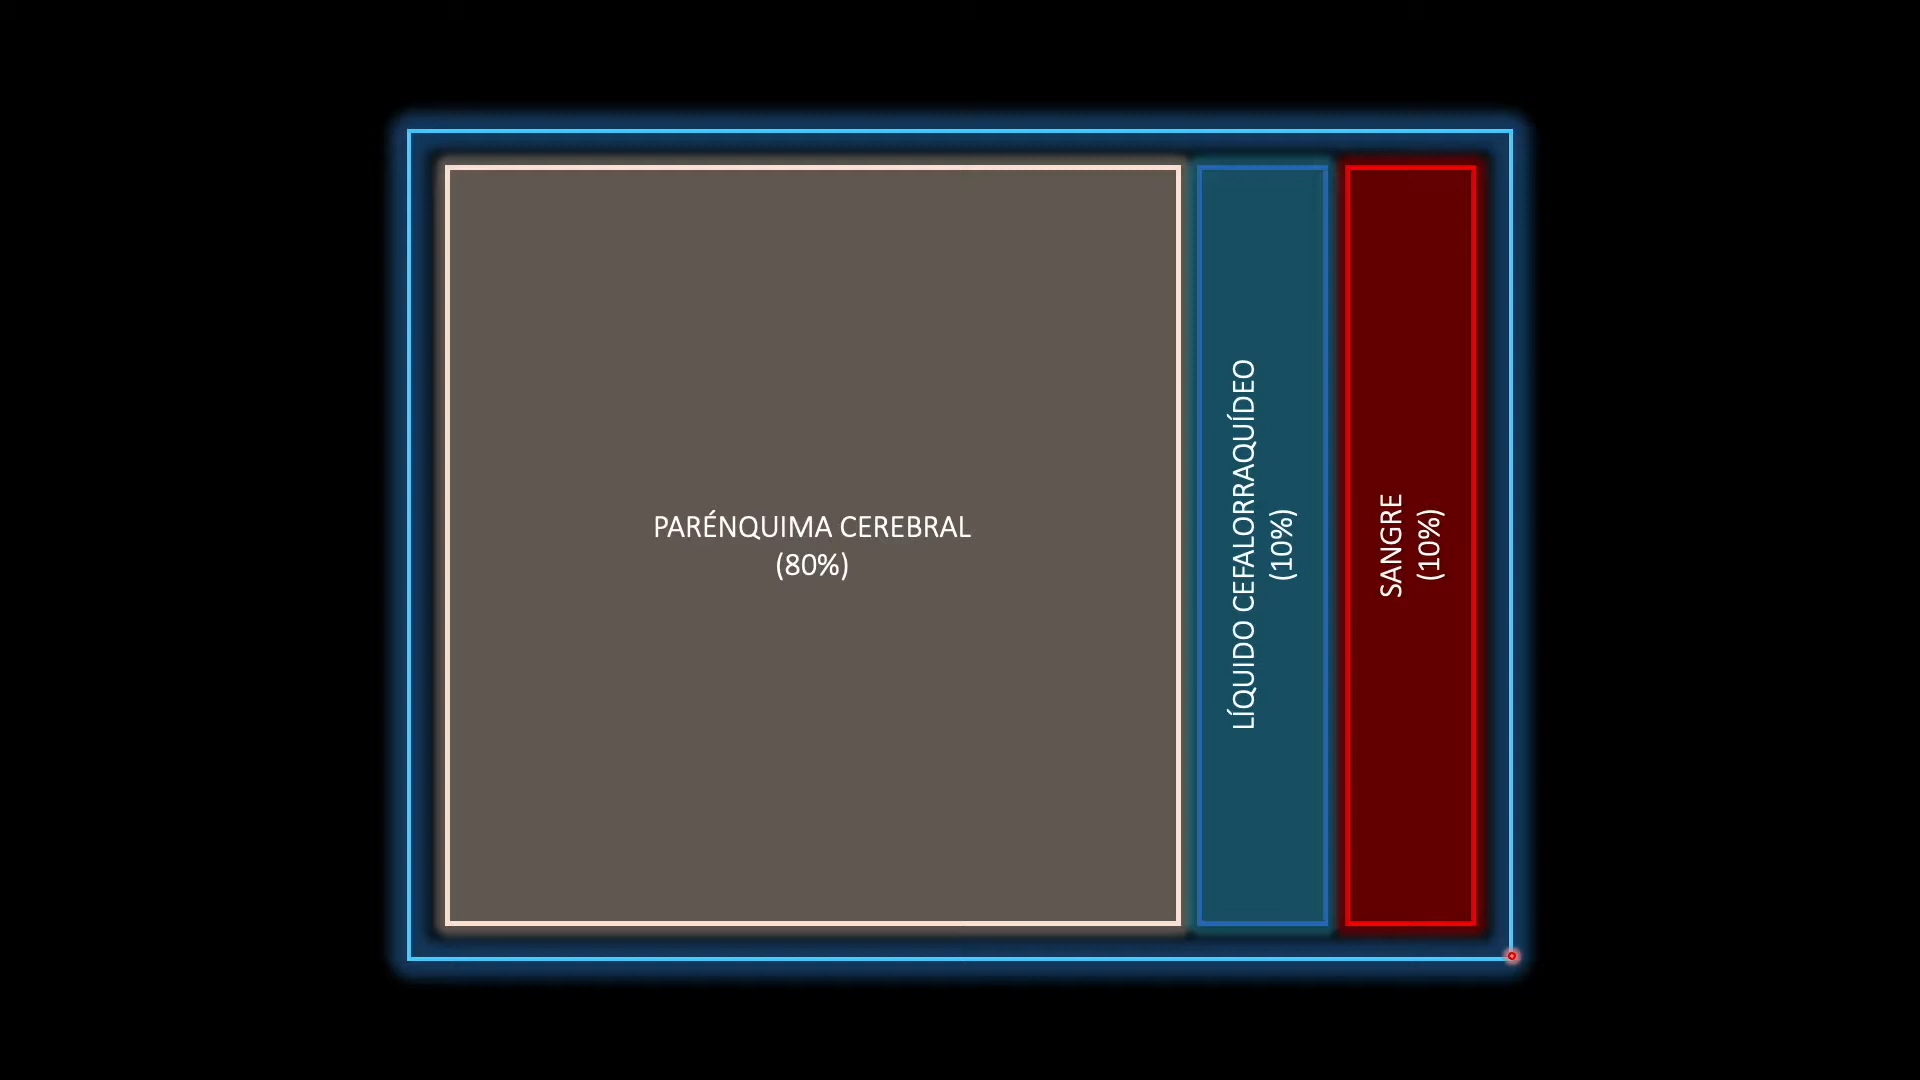 PARÉNQUIMA CEREBRAL
(80%)
LÍQUIDO CEFALORRAQUÍDEO
(10%)
SANGRE
(10%)